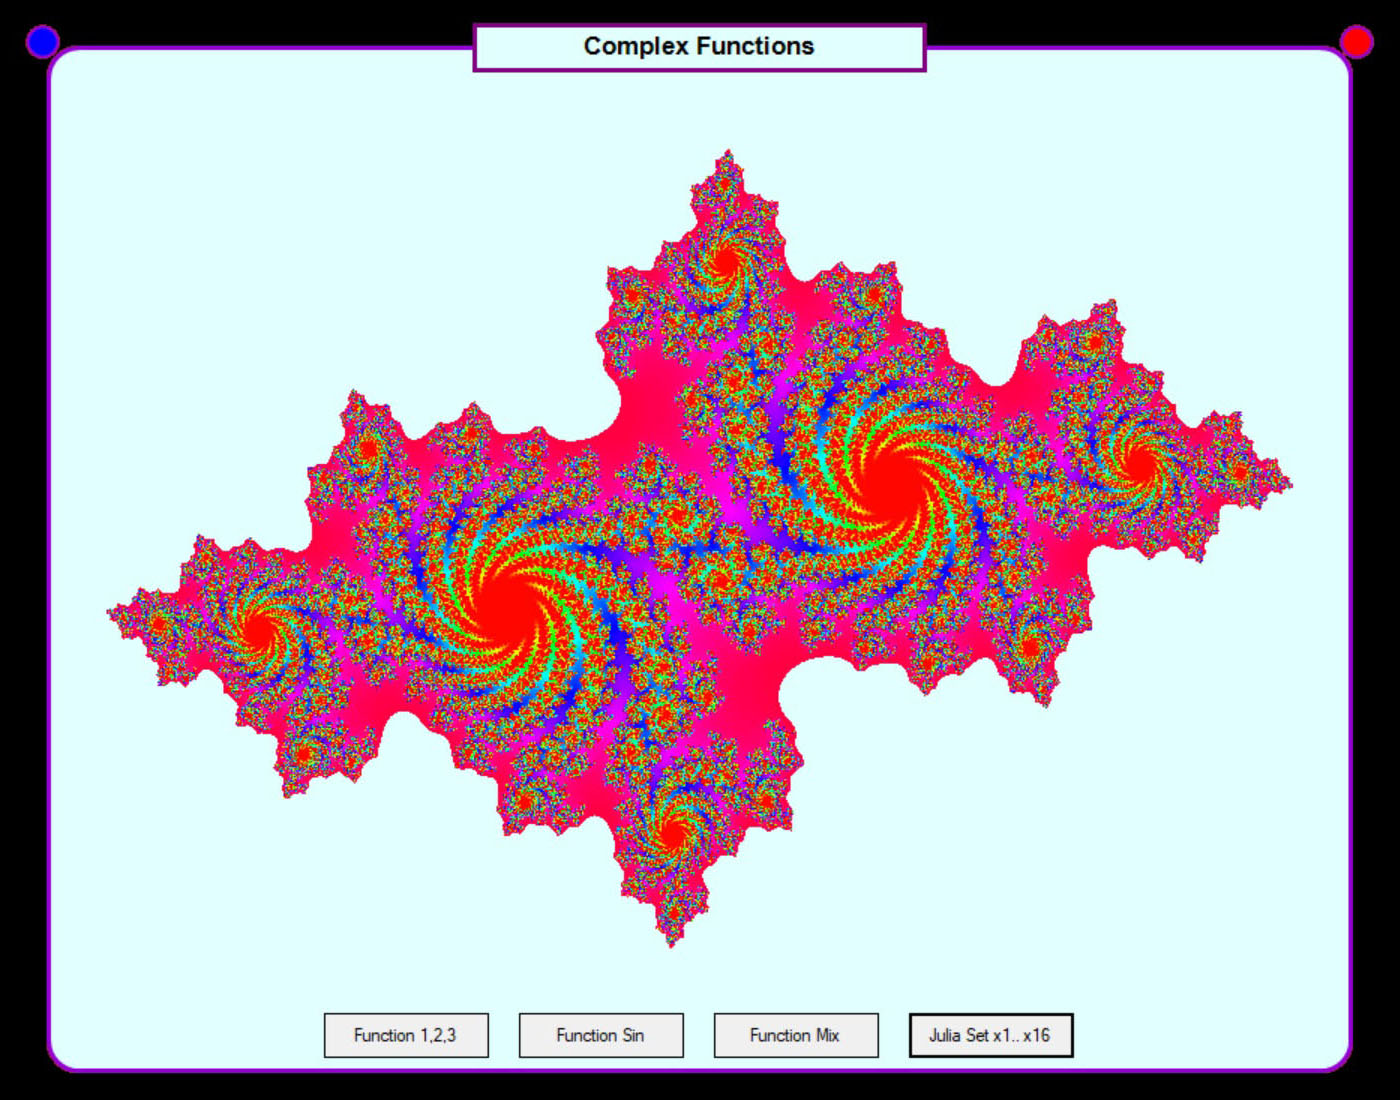 Complex Functions
Function 1,2,3
Function Sin
Function Mix
Julia Set x1.. x16